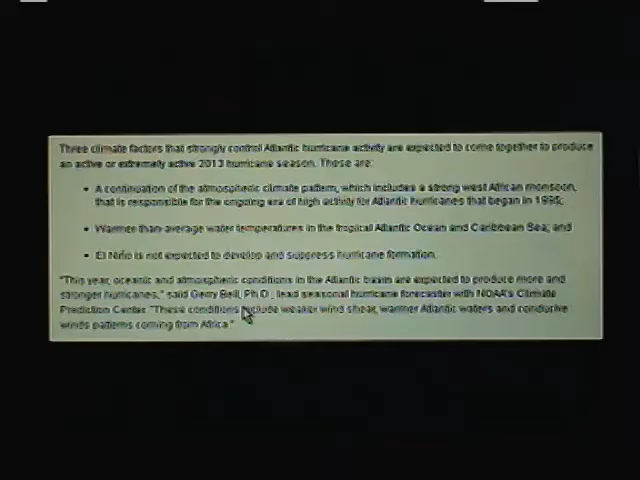 Three climate factors that strongly control Atlantic hurricane activity are expected to come together to produce
an active or extremely active 2013 hurricane season. These are:
• A continuation of the atmospheric climate pattern, which includes a strong west African monsoon,
that is responsible for the ongoing era of high activity for Atlantic hurricanes that began in 1995;
• Warmer-than-average water temperatures in the tropical Atlantic Ocean and Caribbean Sea; and
• El Niño is not expected to develop and suppress hurricane formation.
"This year, oceanic and atmospheric conditions in the Atlantic basin are expected to produce more and
stronger hurricanes," said Gerry Bell, Ph.D., lead seasonal hurricane forecaster with NOAA's Climate
Prediction Center. "These conditions include weaker wind shear, warmer Atlantic waters and conducive
winds patterns coming from Africa."